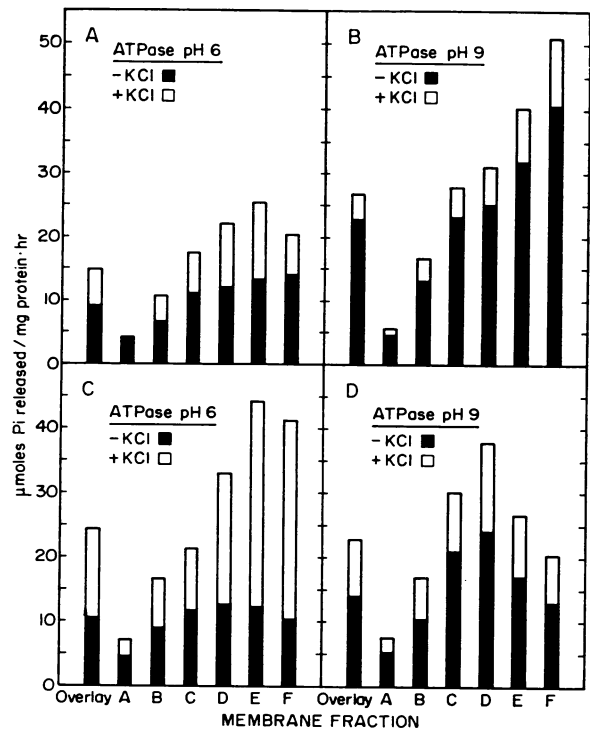 A
ATPase pH 6
-KCl
+KCl
B
ATPase pH 9
-KCl
+KCl
50
40
30
20
10
0
C
ATPase pH 6
-KCl
+KCl
D
ATPase pH 9
-KCl
+KCl
40
30
20
10
0
μmoles Pi released / mg protein·hr
Overlay A B C D E F Overlay A B C D E F
MEMBRANE FRACTION